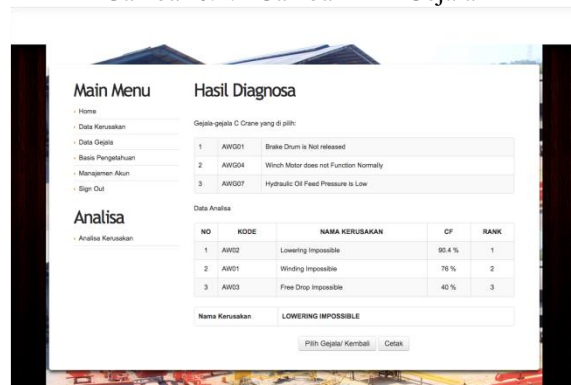 Main Menu
Home
Data Kerusakan
Data Gejala
Basis Pengetahuan
Manajemen Akun
Sign Out
Analisa
Analisa Kerusakan
Hasil Diagnosa
Gejala-gejala C Crane yang di pilih:
1 AWG01 Brake Drum is Not released
2 AWG04 Winch Motor does not Function Normally
3 AWG07 Hydraulic Oil Feed Pressure is Low
Data Analisa
NO KODE NAMA KERUSAKAN CF RANK
1 AW02 Lowering Impossible 90.4 % 1
2 AW01 Winding Impossible 76 % 2
3 AW03 Free Drop Impossible 40 % 3
Nama Kerusakan LOWERING IMPOSSIBLE
Pilih Gejala/ Kembali Cetak